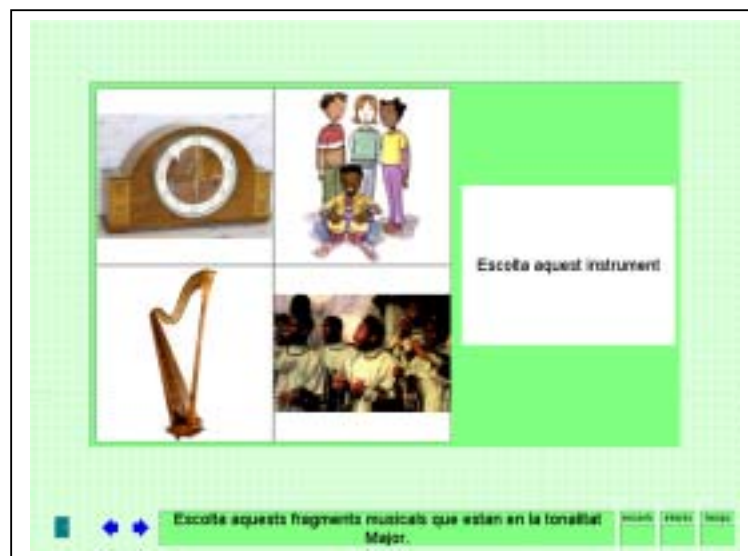 Escolta aquest instrument
Escolta aquests fragments musicals que estan en la tonalitat
Major.